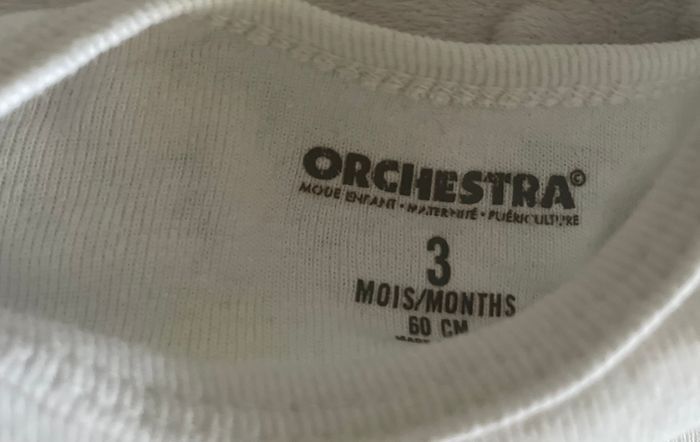 ORCHESTRA©
MODE ENFANT • MATERNITÉ • PUÉRICULTURE
3
MOIS/MONTHS
60 CM